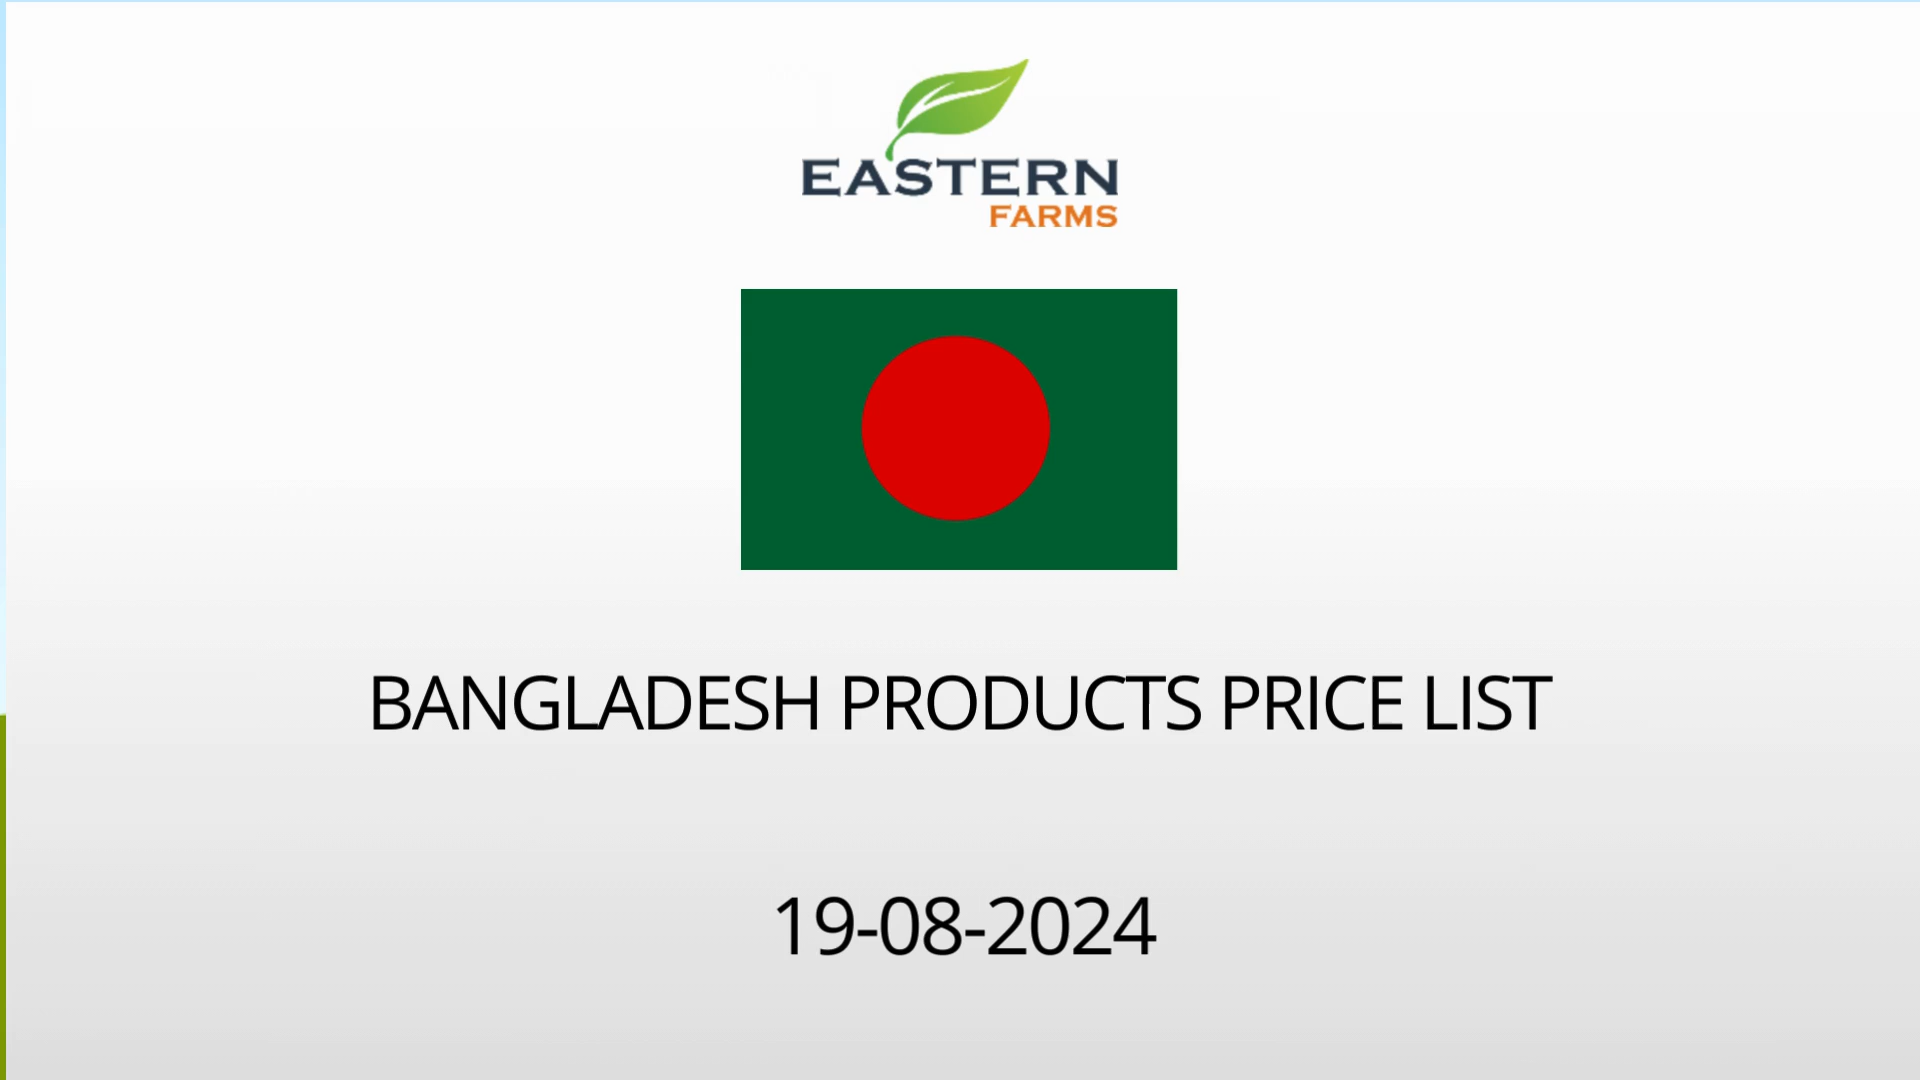 EASTERN
FARMS
BANGLADESH PRODUCTS PRICE LIST
19-08-2024